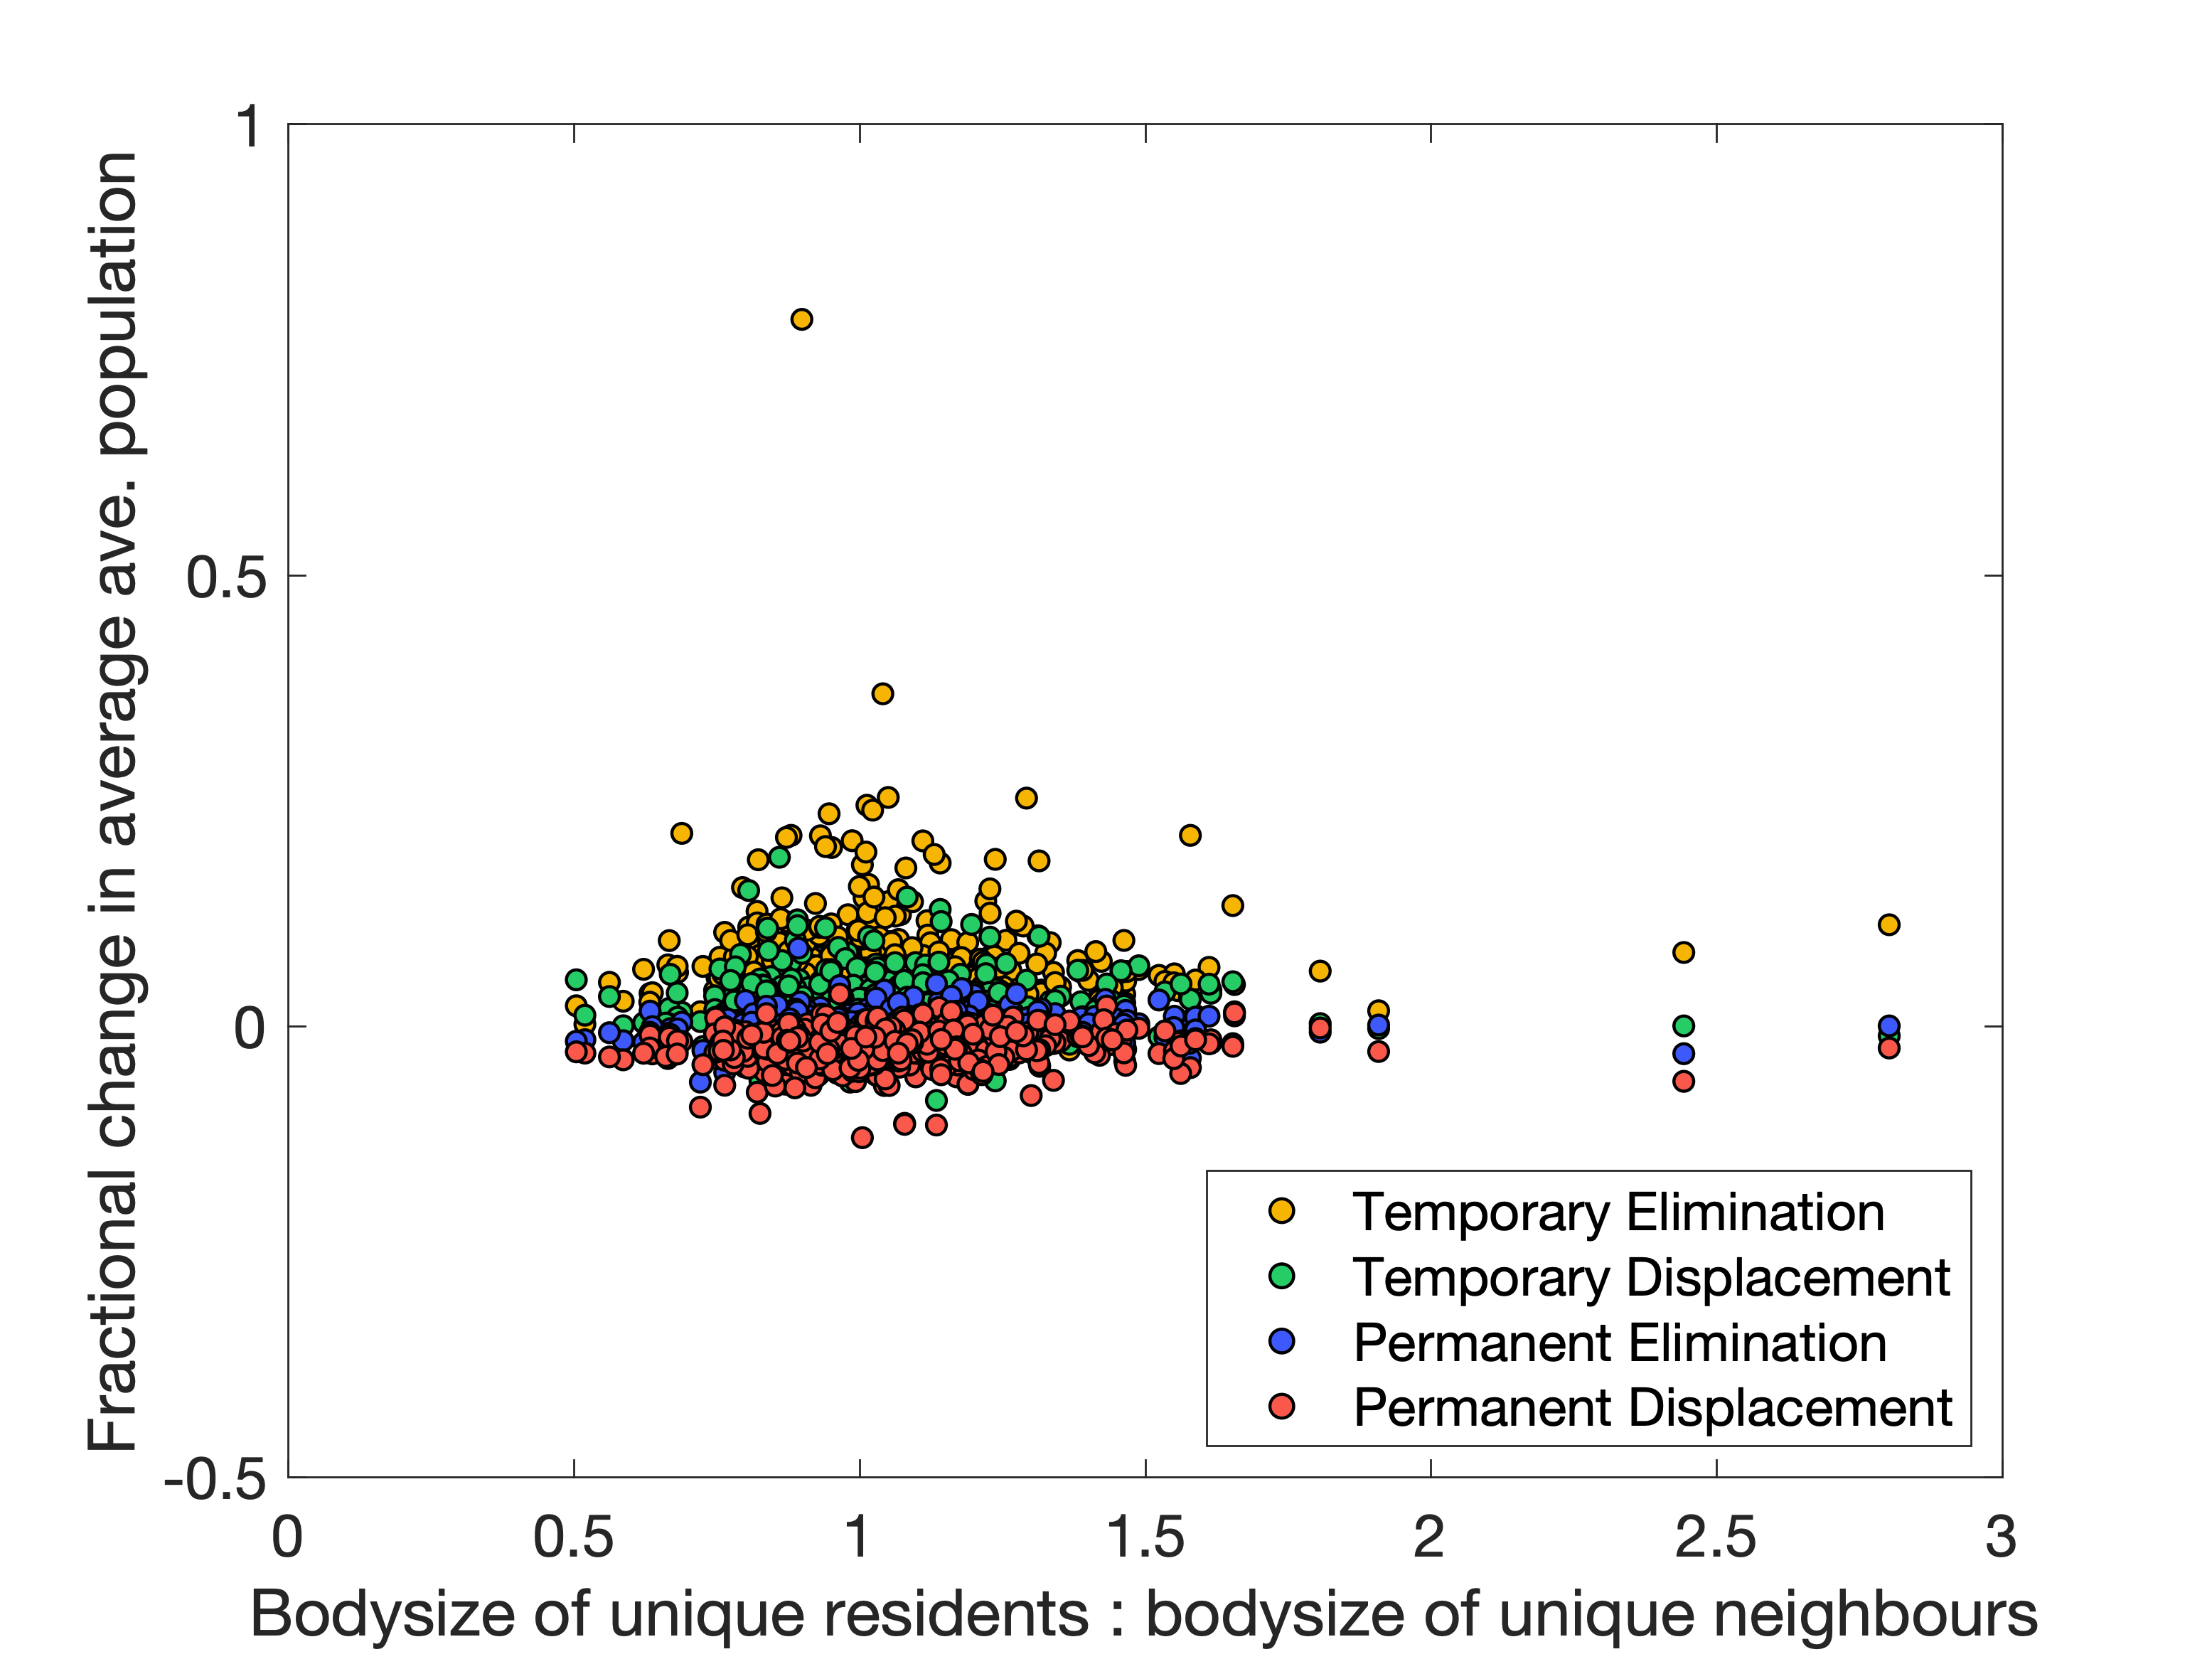 Fractional change in average ave. population
1
0.5
0
-0.5
0
0.5
1
1.5
2
2.5
3
Bodysize of unique residents : bodysize of unique neighbours
Temporary Elimination
Temporary Displacement
Permanent Elimination
Permanent Displacement